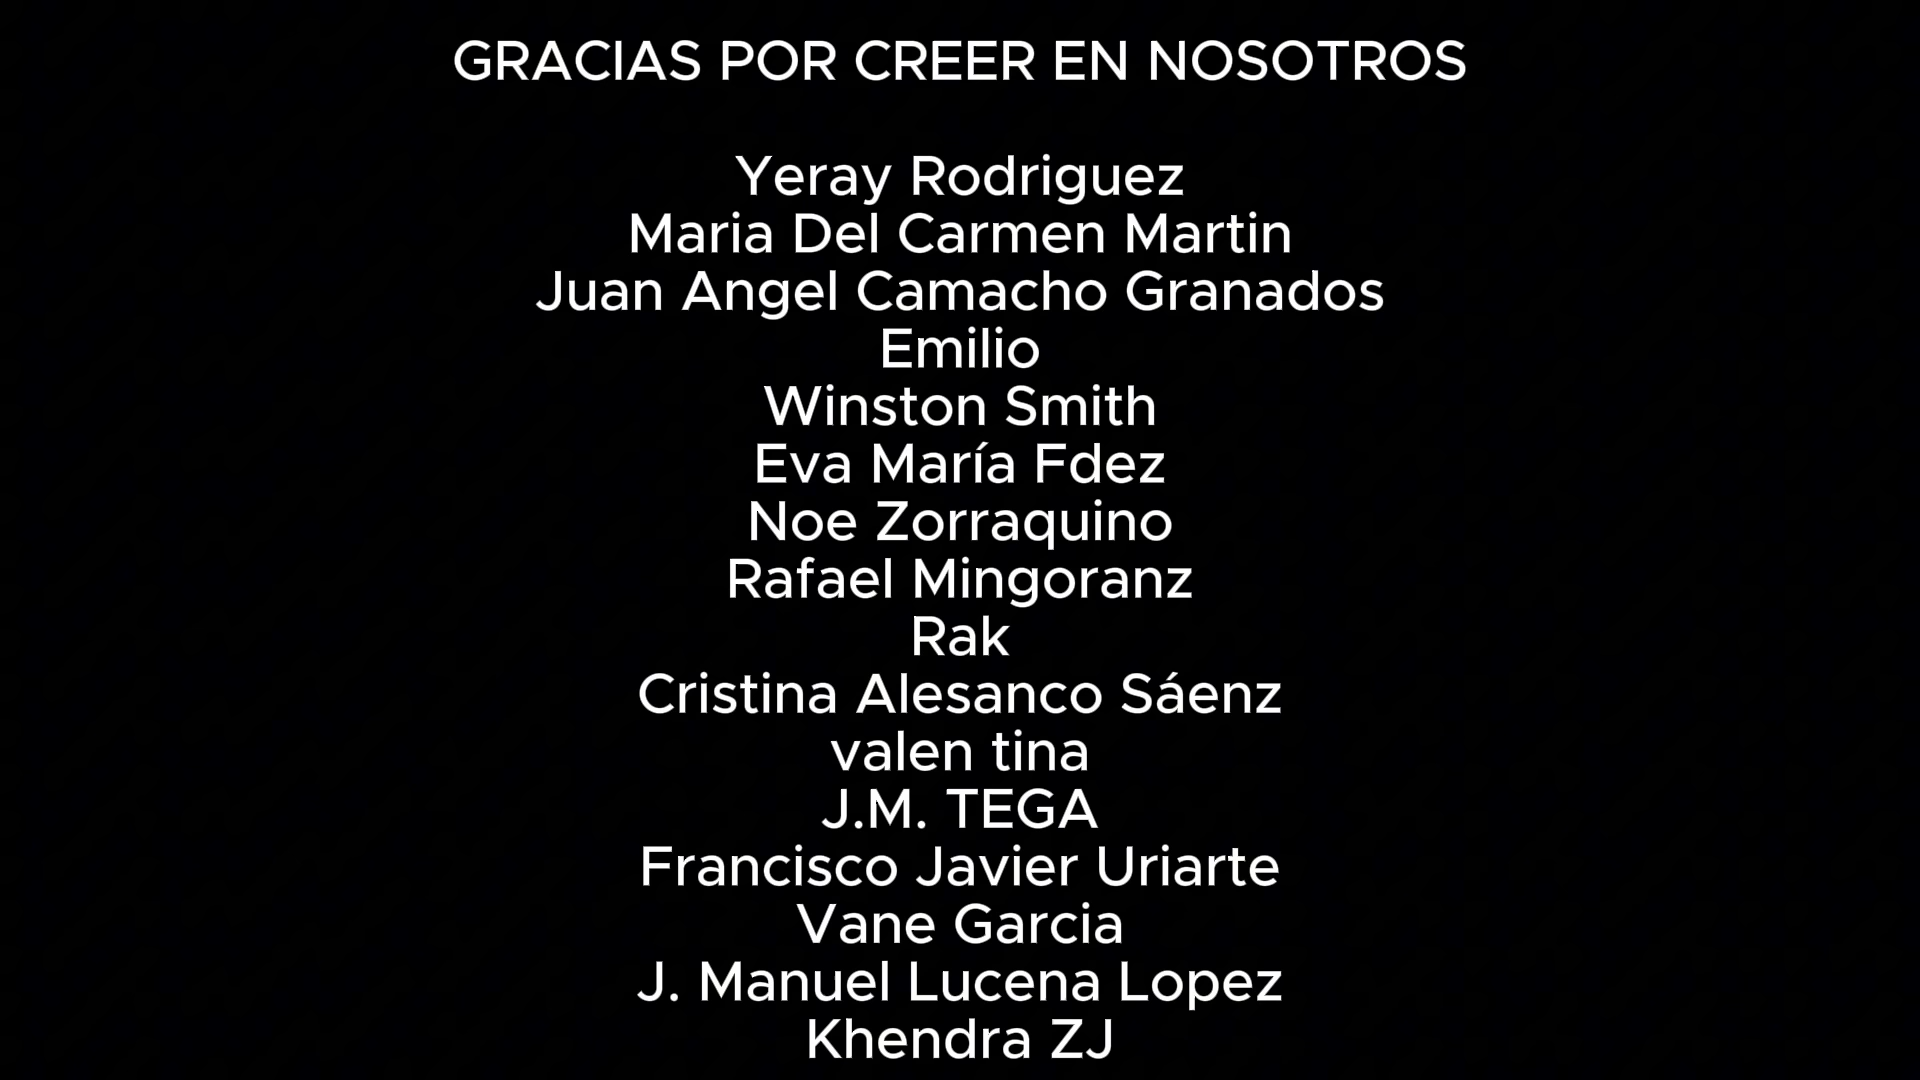 GRACIAS POR CREER EN NOSOTROS
Yeray Rodriguez
Maria Del Carmen Martin
Juan Angel Camacho Granados
Emilio
Winston Smith
Eva María Fdez
Noe Zorraquino
Rafael Mingoranz
Rak
Cristina Alesanco Sáenz
valen tina
J.M. TEGA
Francisco Javier Uriarte
Vane Garcia
J. Manuel Lucena Lopez
Khendra ZJ